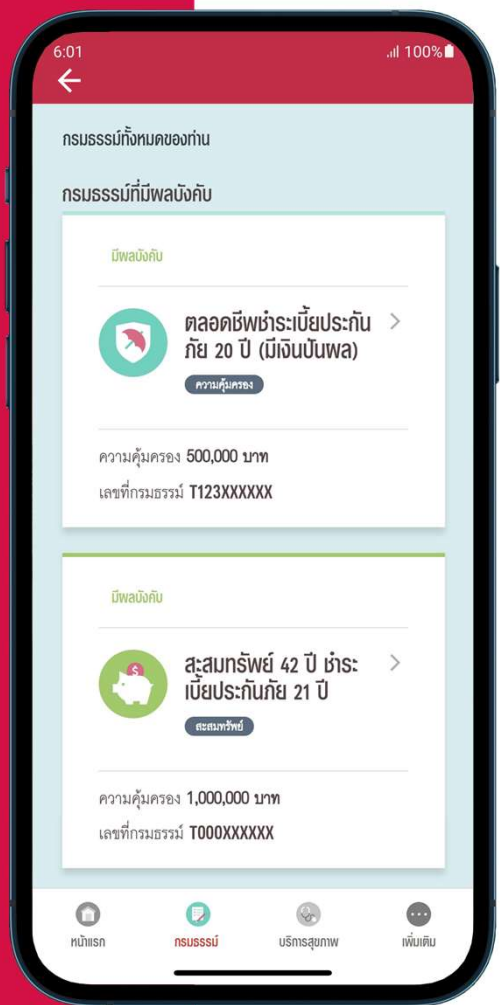 6:01
100%
กรมธรรม์ทั้งหมดของท่าน
กรมธรรม์ที่มีผลบังคับ
มีผลบังคับ
ตลอดชีพชำระเบี้ยประกัน
ภัย 20 ปี (มีเงินปันผล)
ความคุ้มครอง
ความคุ้มครอง 500,000 บาท
เลขที่กรมธรรม์ T123XXXXXX
มีผลบังคับ
สะสมทรัพย์ 42 ปี ชำระ
เบี้ยประกันภัย 21 ปี
สะสมทรัพย์
ความคุ้มครอง 1,000,000 บาท
เลขที่กรมธรรม์ T000XXXXXX
หน้าแรก กรมธรรม์ บริการสุขภาพ เพิ่มเติม